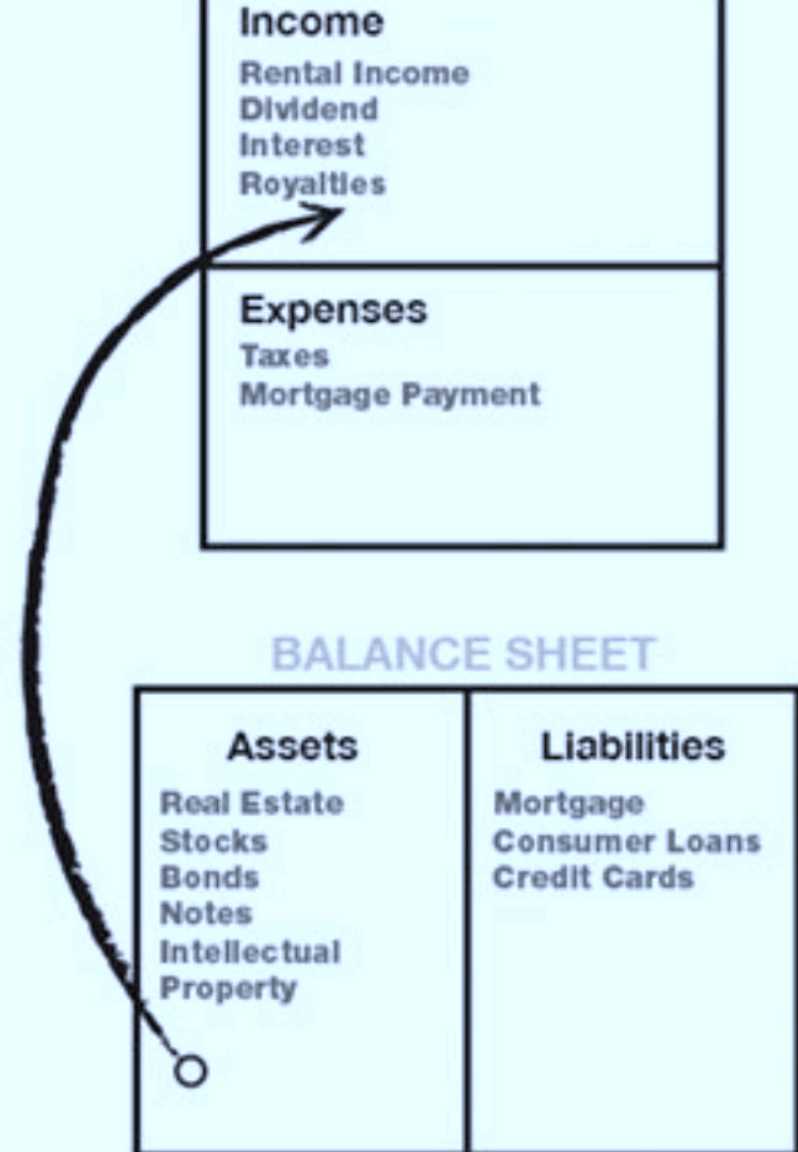 Income
Rental Income
Dividend
Interest
Royalties
Expenses
Taxes
Mortgage Payment
BALANCE SHEET
Assets
Real Estate
Stocks
Bonds
Notes
Intellectual
Property
Liabilities
Mortgage
Consumer Loans
Credit Cards